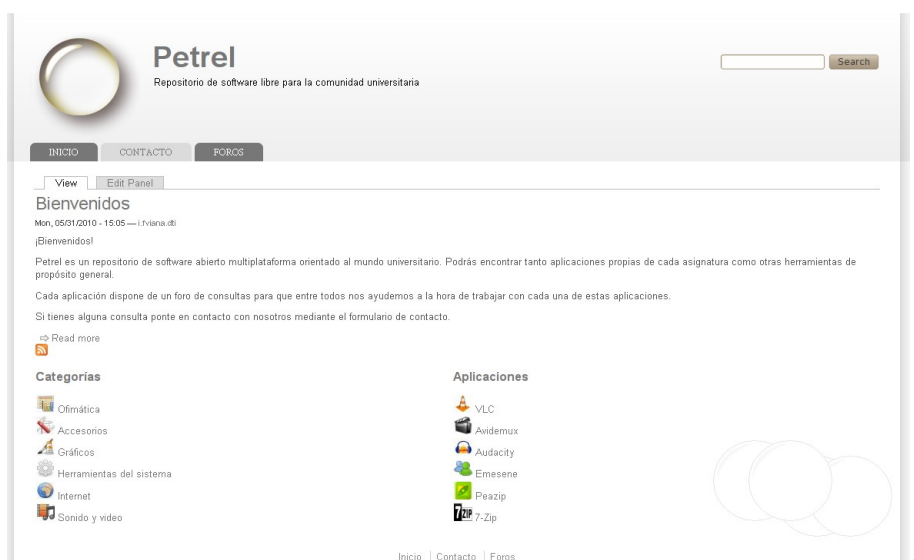 Petrel
Repositorio de software libre para la comunidad universitaria
Search
INICIO CONTACTO FOROS
View Edit Panel
Bienvenidos
Mon, 05/31/2010 - 15:05 — i.fviana.dti
¡Bienvenidos!
Petrel es un repositorio de software abierto multiplataforma orientado al mundo universitario. Podrás encontrar tanto aplicaciones propias de cada asignatura como otras herramientas de
propósito general.
Cada aplicación dispone de un foro de consultas para que entre todos nos ayudemos a la hora de trabajar con cada una de estas aplicaciones.
Si tienes alguna consulta ponte en contacto con nosotros mediante el formulario de contacto.
Read more
Categorías
Ofimática
Accesorios
Gráficos
Herramientas del sistema
Internet
Sonido y video
Aplicaciones
VLC
Avidemux
Audacity
Emesene
Peazip
7ZIP 7-Zip
Inicio Contacto Foros